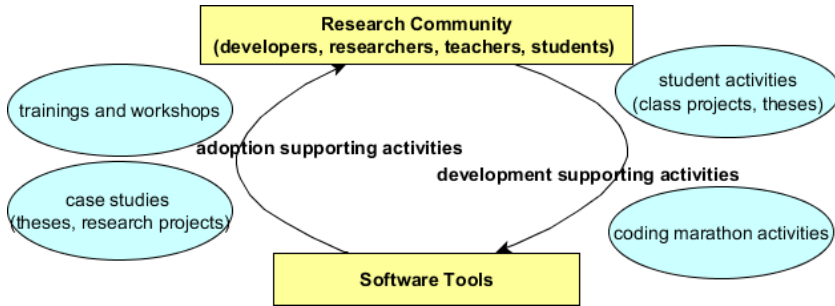 Research Community
(developers, researchers, teachers, students)
trainings and workshops
student activities
(class projects, theses)
adoption supporting activities
development supporting activities
case studies
(theses, research projects)
coding marathon activities
Software Tools